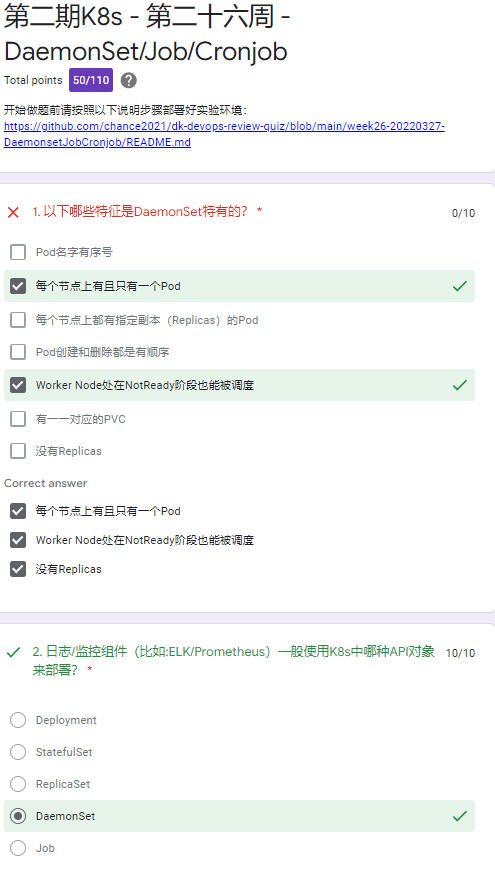 第二期K8s - 第二十六周 -
DaemonSet/Job/Cronjob
Total points 50/110 ?
开始做题前请按照以下说明步骤部署好实验环境：
https://github.com/chance2021/dk-devops-review-quiz/blob/main/week26-20220327-
DaemonsetJobCronjob/README.md
1. 以下哪些特征是DaemonSet特有的？ * 0/10
Pod名字有序号
每个节点上有且只有一个Pod
每个节点上都有指定副本（Replicas）的Pod
Pod创建和删除都是有顺序
Worker Node处在NotReady阶段也能被调度
有一一对应的PVC
没有Replicas
Correct answer
每个节点上有且只有一个Pod
Worker Node处在NotReady阶段也能被调度
没有Replicas
2. 日志/监控组件（比如:ELK/Prometheus）一般使用K8s中哪种API对象 10/10
来部署？ *
Deployment
StatefulSet
ReplicaSet
DaemonSet
Job